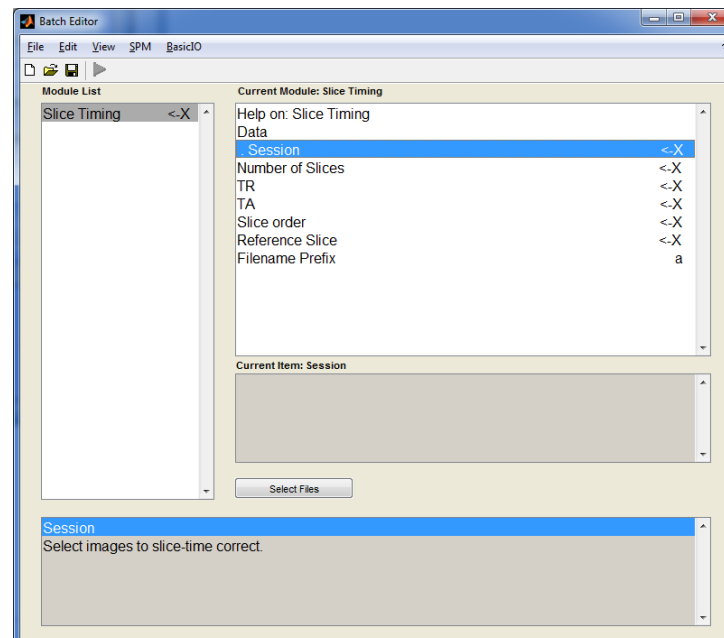 Batch Editor
File Edit View SPM BasicIO
Module List
Current Module: Slice Timing
Slice Timing <-X
Help on: Slice Timing
Data
. Session <-X
Number of Slices <-X
TR <-X
TA <-X
Slice order <-X
Reference Slice <-X
Filename Prefix a
Current Item: Session
Select Files
Session
Select images to slice-time correct.